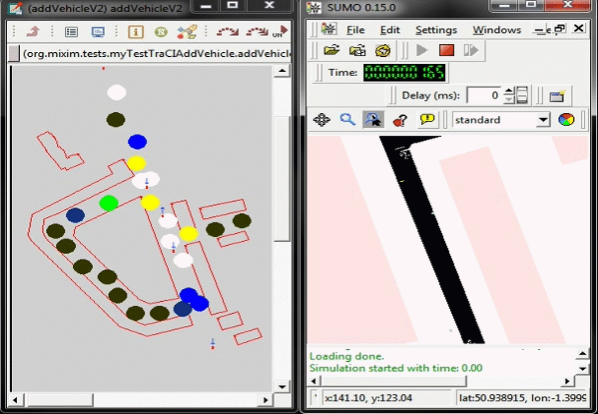 (addVehicleV2) addVehicleV2
(org.mixim.tests.myTestTraCIAddVehicle.addVehicle
SUMO 0.15.0
File Edit Settings Windows
Time:
Delay (ms): 0
standard
Loading done.
Simulation started with time: 0.00
x:141.10, y:123.04
lat:50.938915, lon:-1.3999